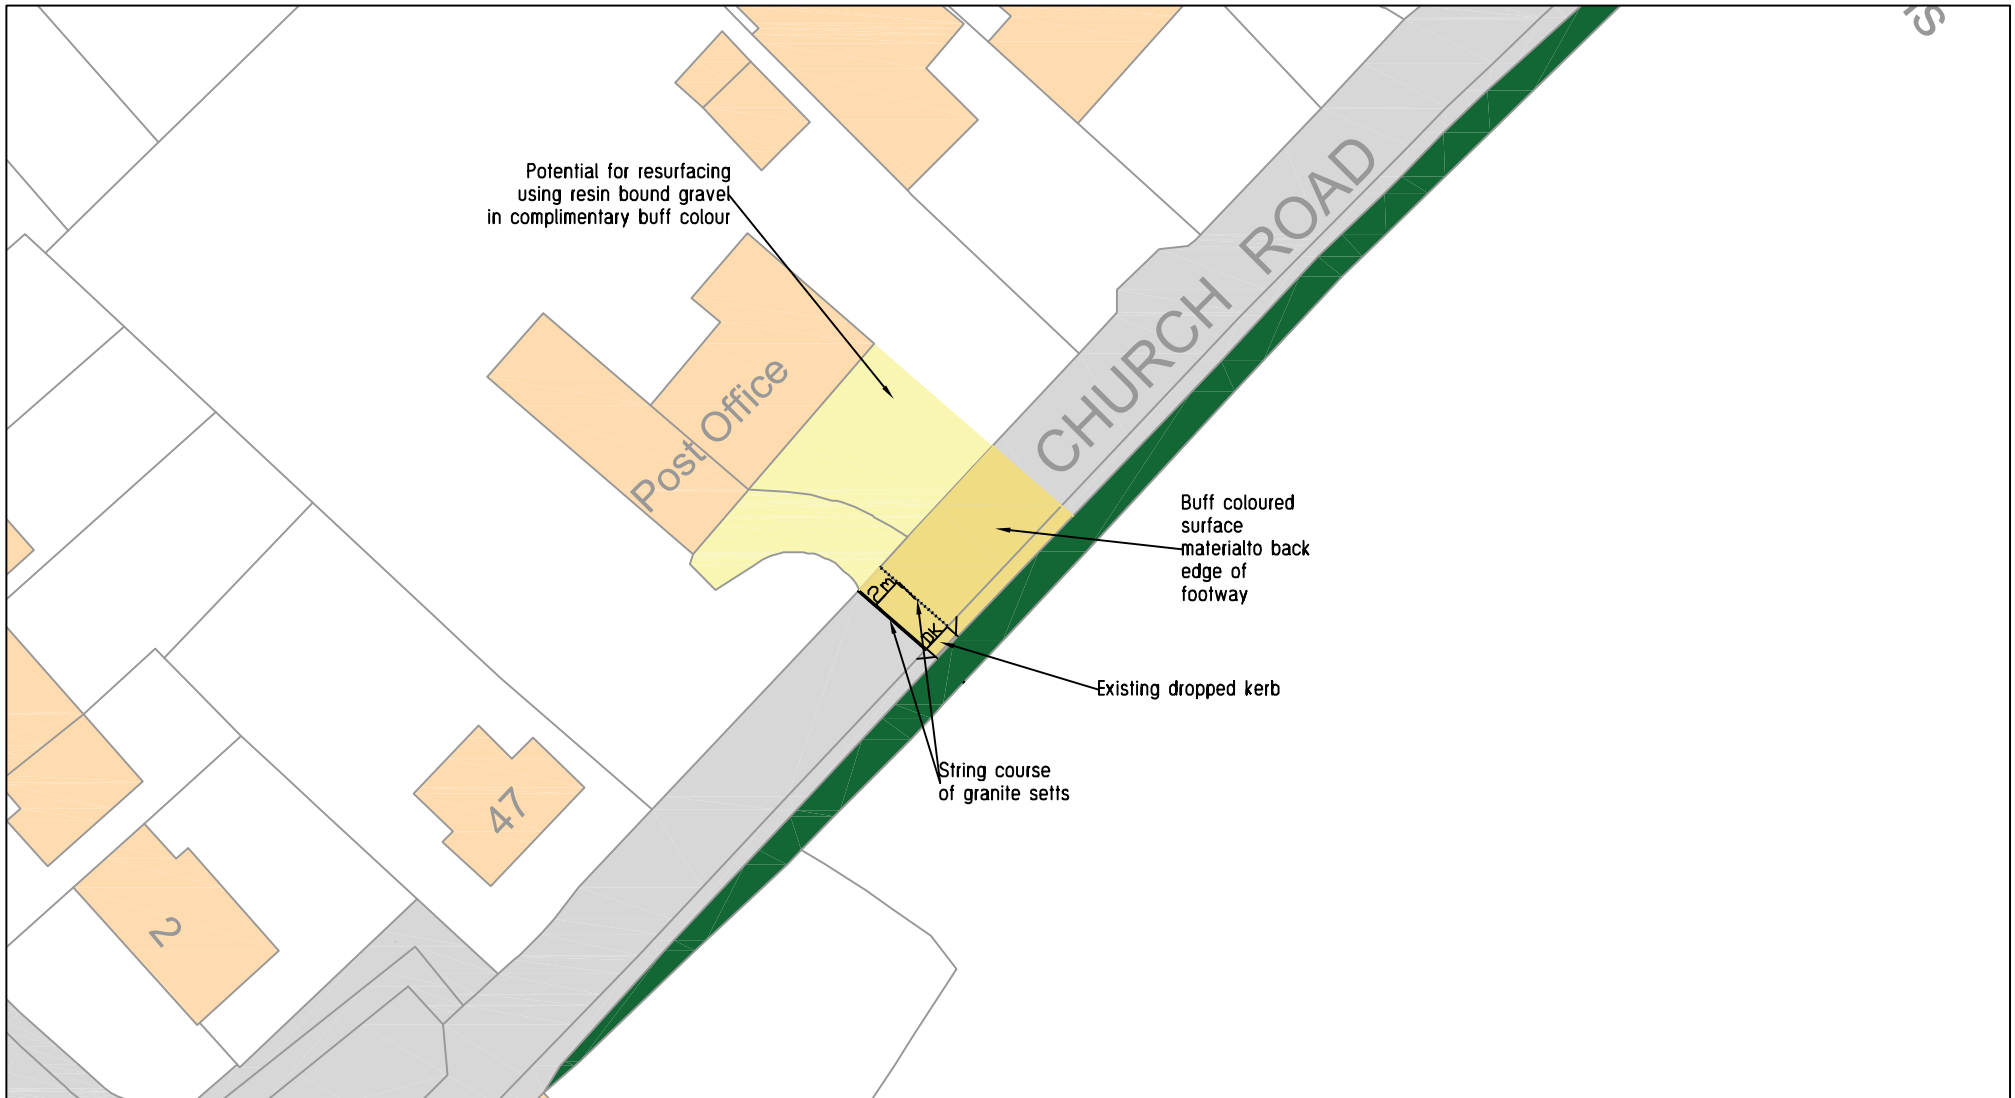 s
Potential for resurfacing
using resin bound gravel
in complimentary buff colour
CHURCH ROAD
Post Office
Buff coloured
surface
materialto back
edge of
footway
2m
DK
Existing dropped kerb
String course
of granite setts
47
2